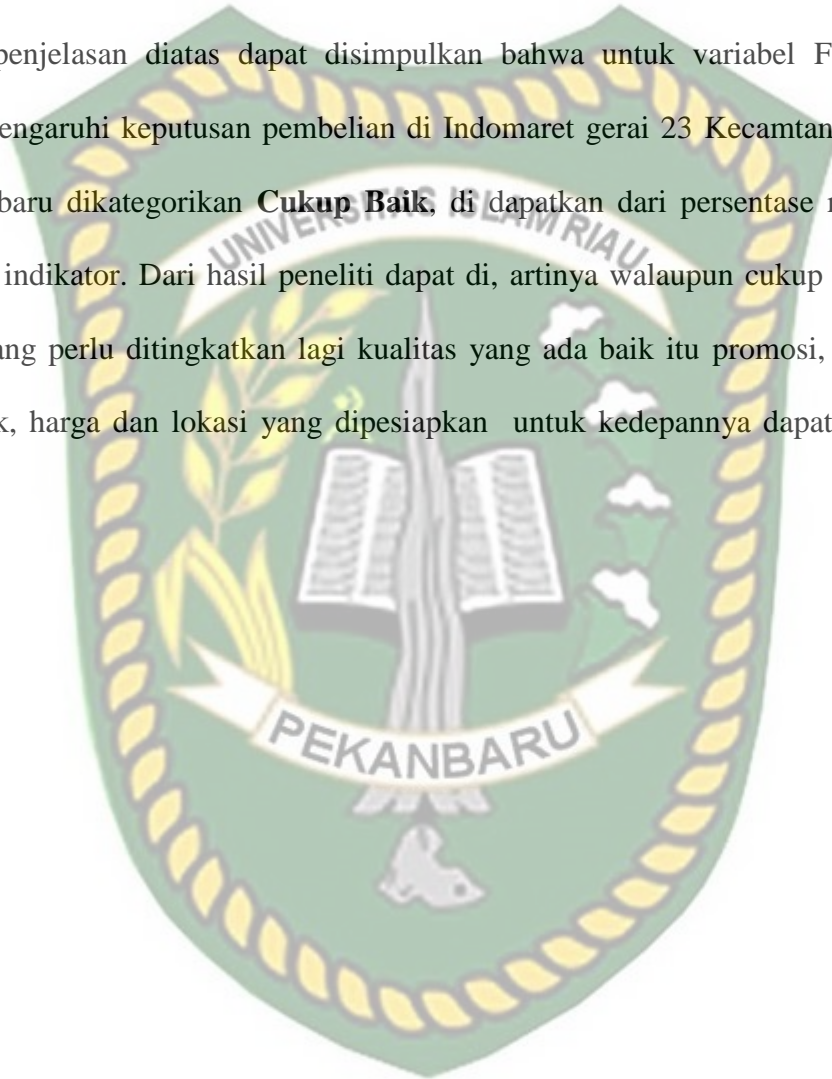 penjelasan diatas dapat disimpulkan bahwa untuk variabel F
engaruhi keputusan pembelian di Indomaret gerai 23 Kecamtan
baru dikategorikan Cukup Baik, di dapatkan dari persentase
UNIVERSITAS ISLAM RIAU
indikator. Dari hasil peneliti dapat di, artinya walaupun cukup
ang perlu ditingkatkan lagi kualitas yang ada baik itu promosi,
k, harga dan lokasi yang dipesiapkan untuk kedepannya dapat
PEKANBARU